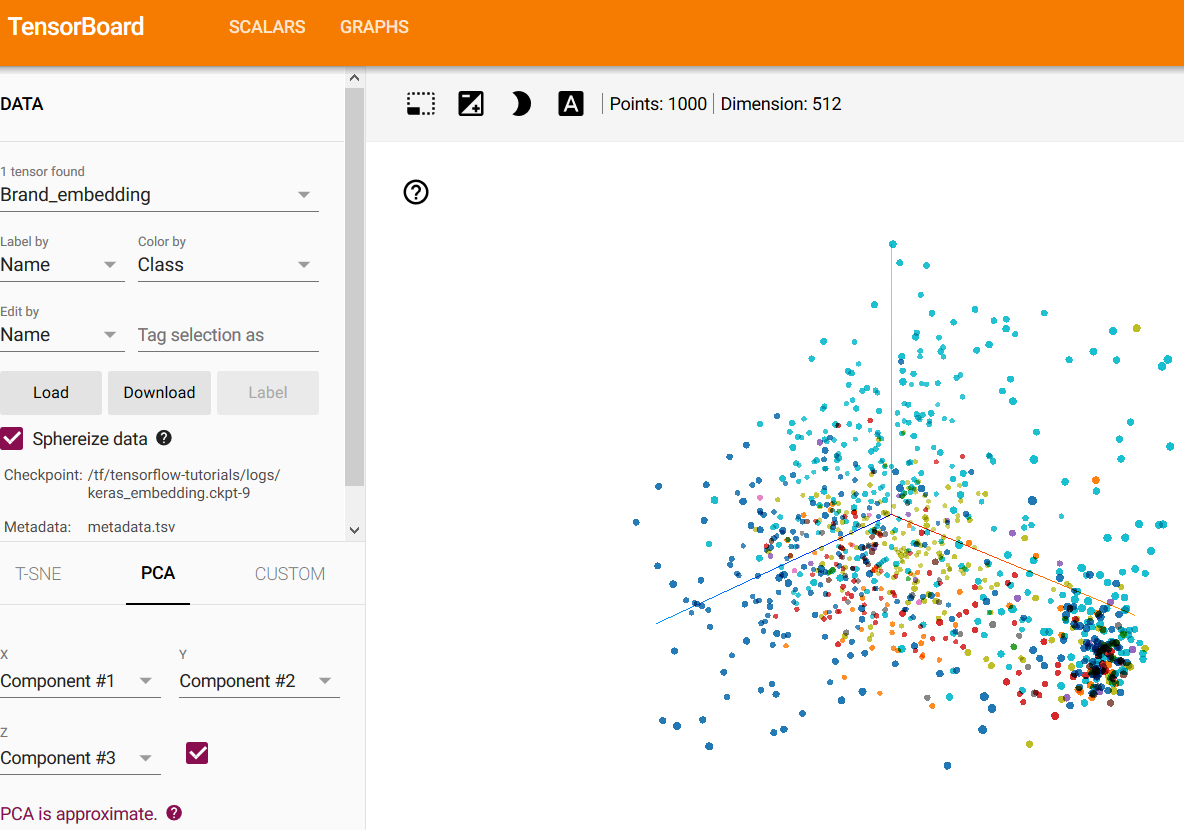 TensorBoard SCALARS GRAPHS
DATA
A Points: 1000 Dimension: 512
1 tensor found
Brand_embedding
Label by Color by
Name Class
Edit by
Name Tag selection as
Load Download Label
Sphereize data ?
Checkpoint: /tf/tensorflow-tutorials/logs/
keras_embedding.ckpt-9
Metadata: metadata.tsv
T-SNE PCA CUSTOM
X Y
Component #1 Component #2
Z
Component #3
PCA is approximate. ?
?